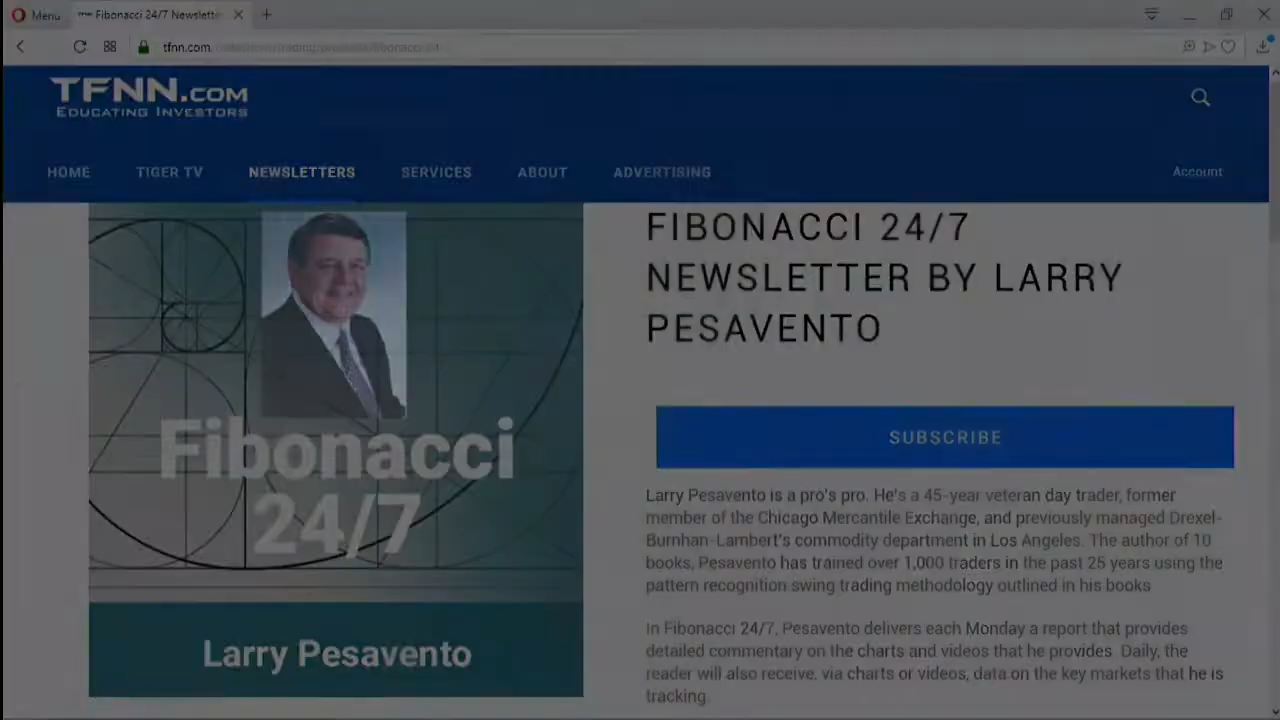 Menu
Fibonacci 24/7 Newslette
tfnn.com
TFNN.COM
EDUCATING INVESTORS
HOME TIGER TV NEWSLETTERS SERVICES ABOUT ADVERTISING Account
FIBONACCI 24/7
NEWSLETTER BY LARRY
PESAVENTO
Fibonacci
24/7
Larry Pesavento
SUBSCRIBE
Larry Pesavento is a pro's pro. He's a 45-year veteran day trader, former
member of the Chicago Mercantile Exchange, and previously managed Drexel-
Burnhan-Lambert's commodity department in Los Angeles. The author of 10
books, Pesavento has trained over 1,000 traders in the past 25 years using the
pattern recognition swing trading methodology outlined in his books
In Fibonacci 24/7, Pesavento delivers each Monday a report that provides
detailed commentary on the charts and videos that he provides. Daily, the
reader will also receive, via charts or videos, data on the key markets that he is
tracking.